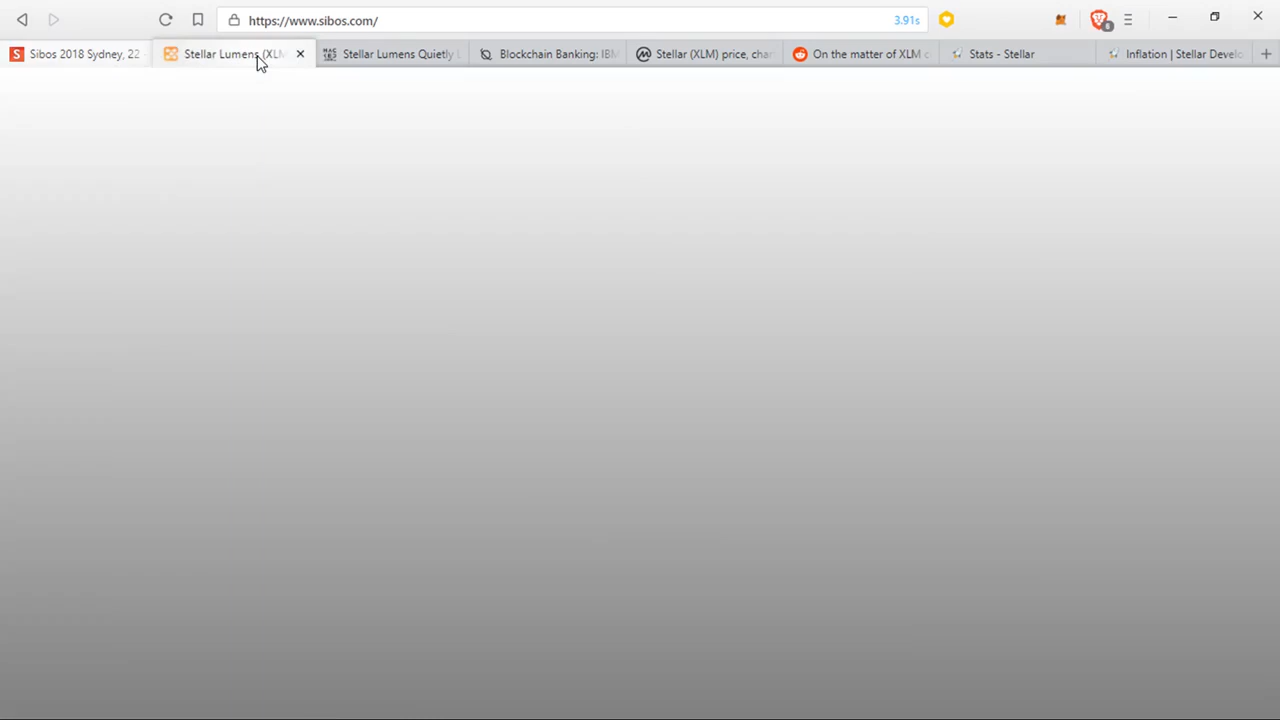 https://www.sibos.com/
3.91s
6
Sibos 2018 Sydney, 22
Stellar Lumens (XLM
Stellar Lumens Quietly
Blockchain Banking: IBM
Stellar (XLM) price, char
On the matter of XLM c
Stats - Stellar
Inflation | Stellar Develo